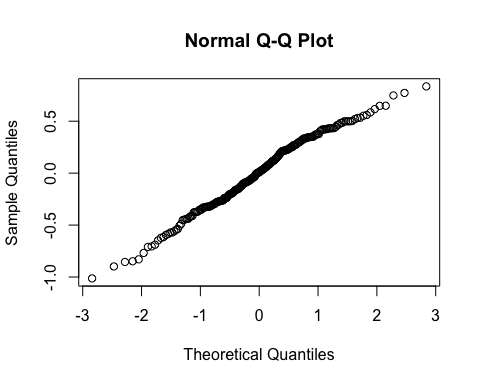 Normal Q-Q Plot
Sample Quantiles
0.5
0.0
-0.5
-1.0
-3 -2 -1 0 1 2 3
Theoretical Quantiles